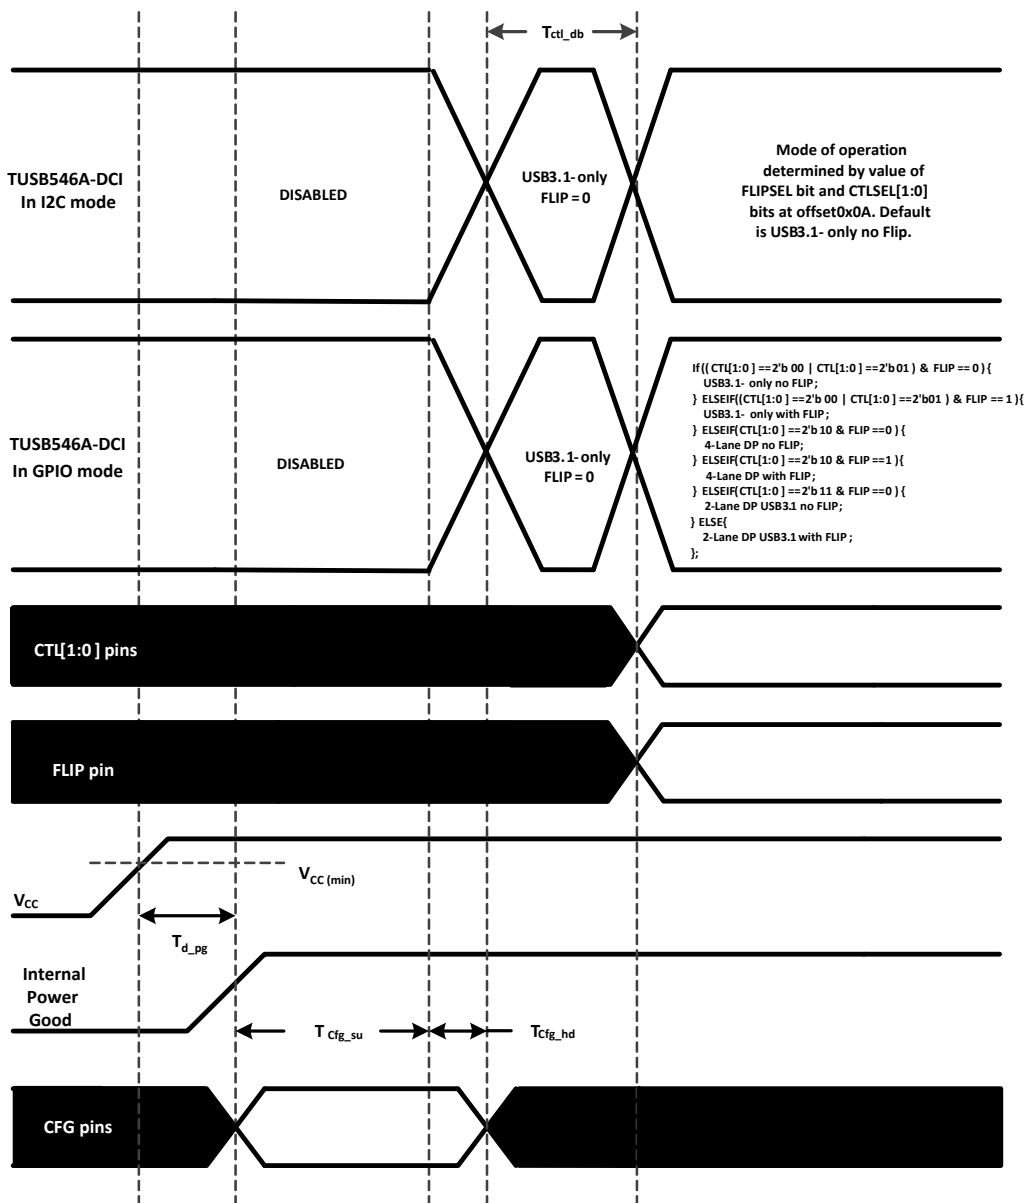 Tctl_db
TUSB546A-DCI
In I2C mode
DISABLED
USB3.1- only
FLIP = 0
Mode of operation
determined by value of
FLIPSEL bit and CTLSEL[1:0]
bits at offset0x0A. Default
is USB3.1- only no Flip.
TUSB546A-DCI
In GPIO mode
DISABLED
USB3.1- only
FLIP = 0
If(( CTL[1:0 ] ==2'b 00 | CTL[1:0 ] ==2'b 01 ) & FLIP == 0 ) {
USB3.1- only no FLIP ;
} ELSEIF((CTL[1:0 ] ==2'b 00 | CTL[1:0 ] ==2'b01 ) & FLIP == 1 ){
USB3.1- only with FLIP ;
} ELSEIF(CTL[1:0 ] ==2'b 10 & FLIP ==0 ) {
4-Lane DP no FLIP;
} ELSEIF(CTL[1:0 ] ==2'b 10 & FLIP ==1 ){
4-Lane DP with FLIP;
} ELSEIF(CTL[1:0 ] ==2'b 11 & FLIP ==0 ) {
2-Lane DP USB3.1 no FLIP;
} ELSE{
2-Lane DP USB3.1 with FLIP ;
};
CTL[1:0 ] pins
FLIP pin
VCC (min)
VCC
Td_pg
Internal
Power
Good
TCfg_su
TCfg_hd
CFG pins